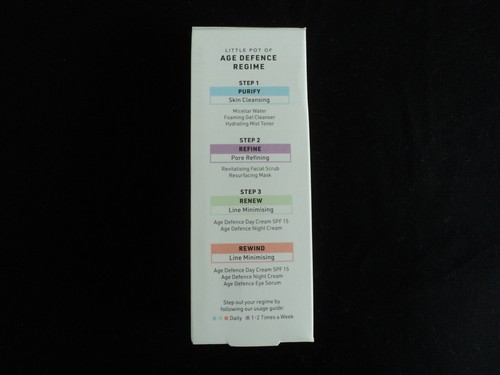 LITTLE POT OF
AGE DEFENCE
REGIME
STEP 1
PURIFY
Skin Cleansing
Micellar Water
Foaming Gel Cleanser
Hydrating Mist Toner
STEP 2
REFINE
Pore Refining
Revitalising Facial Scrub
Resurfacing Mask
STEP 3
RENEW
Line Minimising
Age Defence Day Cream SPF 15
Age Defence Night Cream
REWIND
Line Minimising
Age Defence Day Cream SPF 15
Age Defence Night Cream
Age Defence Eye Serum
Step out your regime by
following our usage guide:
Daily 1-2 Times a Week